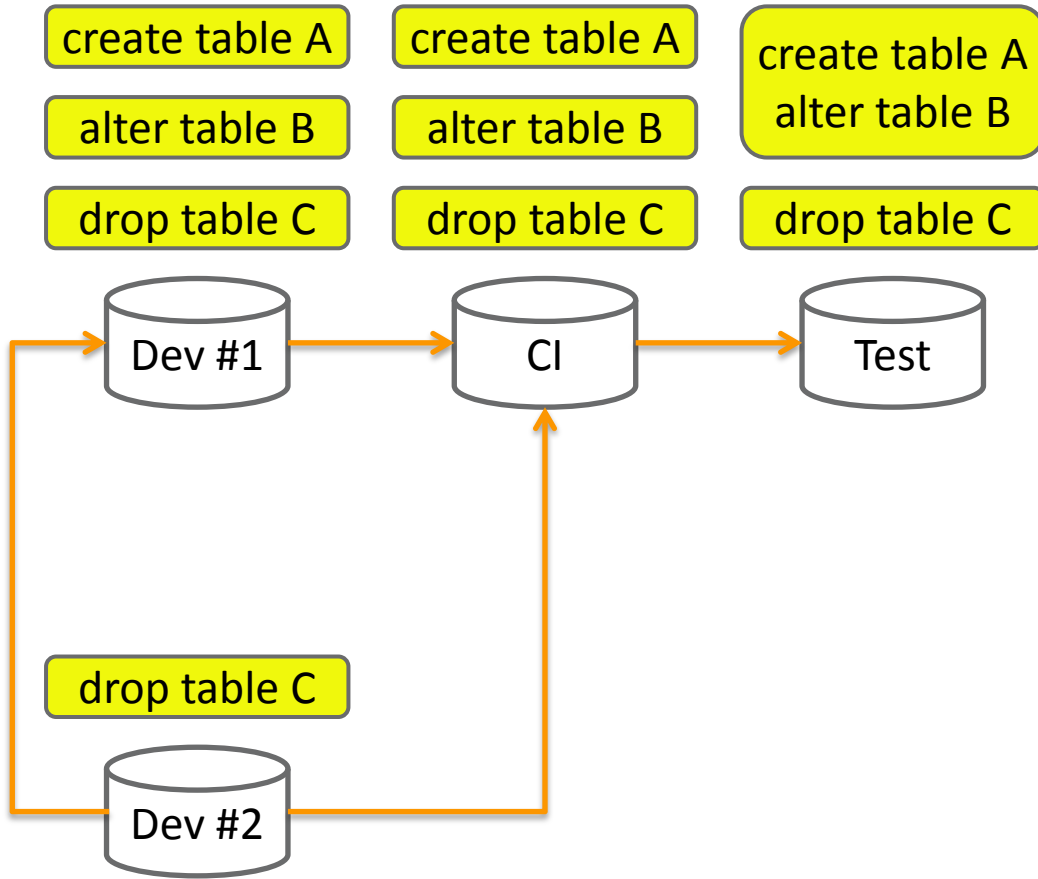 create table A
create table A
create table A
alter table B
alter table B
alter table B
drop table C
drop table C
drop table C
Dev #1
CI
Test
drop table C
Dev #2